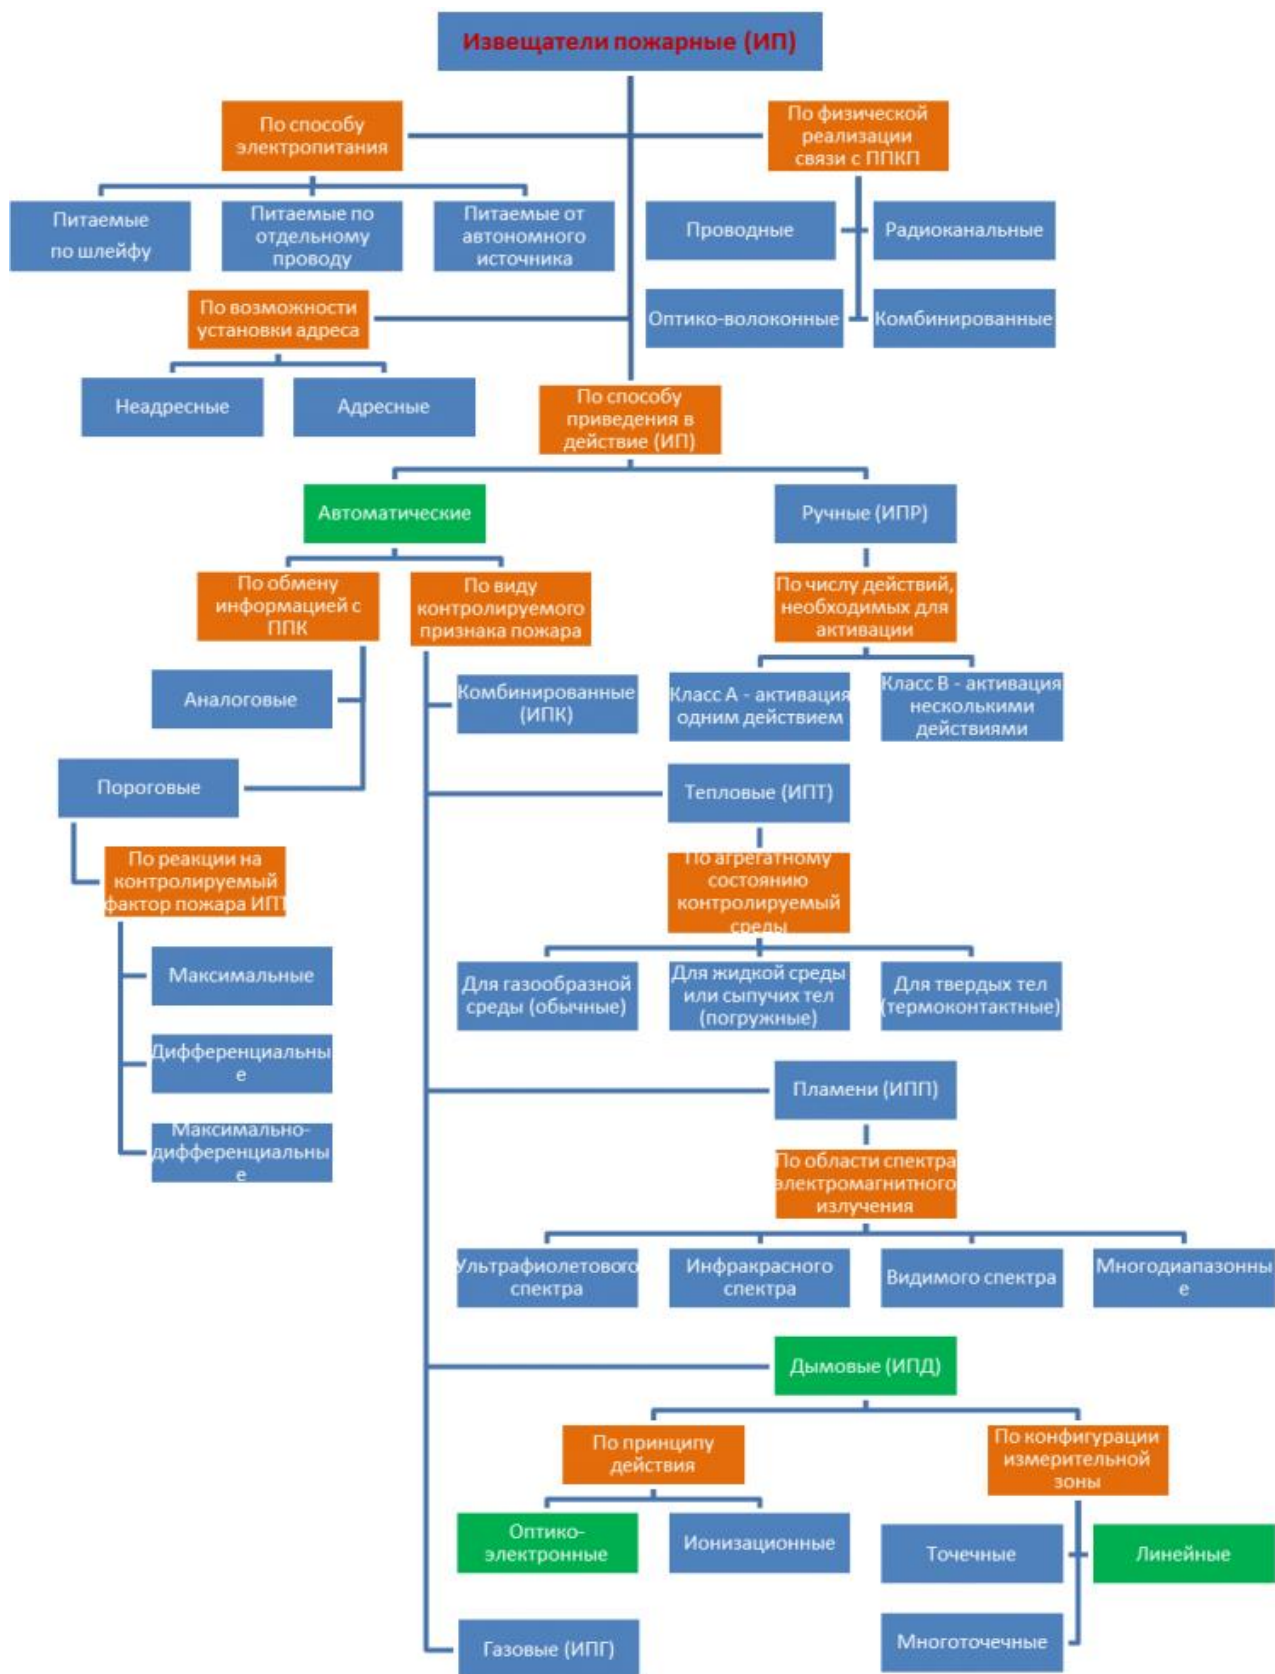 Извещатели пожарные (ИП)
По способу
электропитания
По физической
реализации
связи с ППКП
Питаемые
по шлейфу
Питаемые по
отдельному
проводу
Питаемые от
автономного
источника
Проводные
Радиоканальные
По возможности
установки адреса
Оптико-волоконные
Комбинированные
Неадресные
Адресные
По способу
приведения в
действие (ИП)
Автоматические
Ручные (ИПР)
По обмену
информацией с
ППК
По виду
контролируемого
признака пожара
По числу действий,
необходимых для
активации
Аналоговые
Комбинированные
(ИПК)
Класс А - активация
одним действием
Класс В - активация
несколькими
действиями
Пороговые
Тепловые (ИПТ)
По реакции на
контролируемый
фактор пожара ИПТ
По агрегатному
состоянию
контролируемый
среды
Максимальные
Для газообразной
среды (обычные)
Для жидкой среды
или сыпучих тел
(погружные)
Для твердых тел
(термоконтактные)
Дифференциальны
е
Пламени (ИПП)
Максимально-
дифференциальны
е
По области спектра
электромагнитного
излучения
Ультрафиолетового
спектра
Инфракрасного
спектра
Видимого спектра
Многодиапазонны
е
Дымовые (ИПД)
По принципу
действия
По конфигурации
измерительной
зоны
Оптико-
электронные
Ионизационные
Точечные
Линейные
Газовые (ИПГ)
Многоточечные